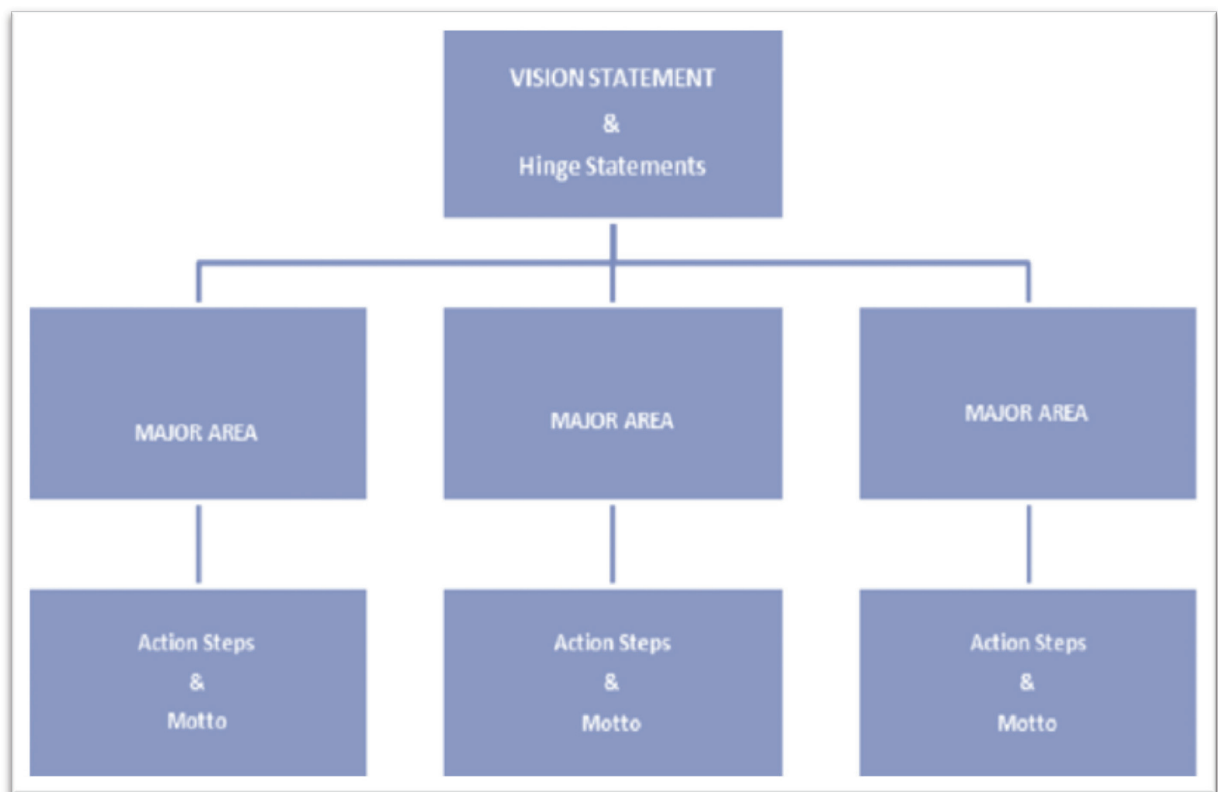 VISION STATEMENT
&
Hinge Statements
MAJOR AREA
MAJOR AREA
MAJOR AREA
Action Steps
&
Motto
Action Steps
&
Motto
Action Steps
&
Motto